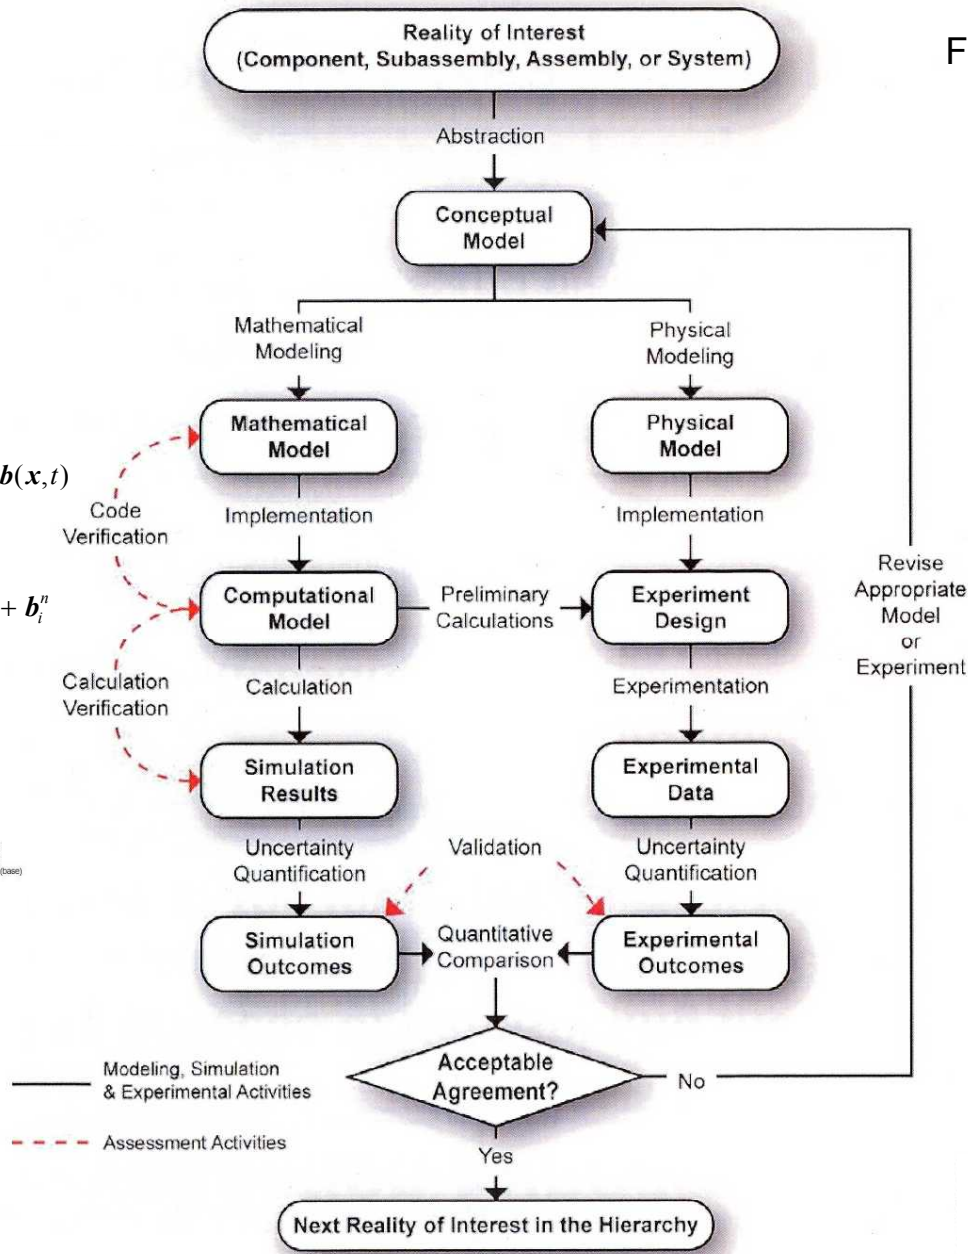 Reality of Interest
(Component, Subassembly, Assembly, or System)
F
Abstraction
Conceptual
Model
Mathematical
Modeling
Physical
Modeling
Mathematical
Model
Physical
Model
b(x,t)
Code
Verification
Implementation
Implementation
+ b_i^n
Computational
Model
Preliminary
Calculations
Experiment
Design
Revise
Appropriate
Model
or
Experiment
Calculation
Verification
Calculation
Experimentation
Simulation
Results
Experimental
Data
(base)
Uncertainty
Quantification
Validation
Uncertainty
Quantification
Simulation
Outcomes
Quantitative
Comparison
Experimental
Outcomes
Modeling, Simulation
& Experimental Activities
Acceptable
Agreement?
No
Assessment Activities
Yes
Next Reality of Interest in the Hierarchy